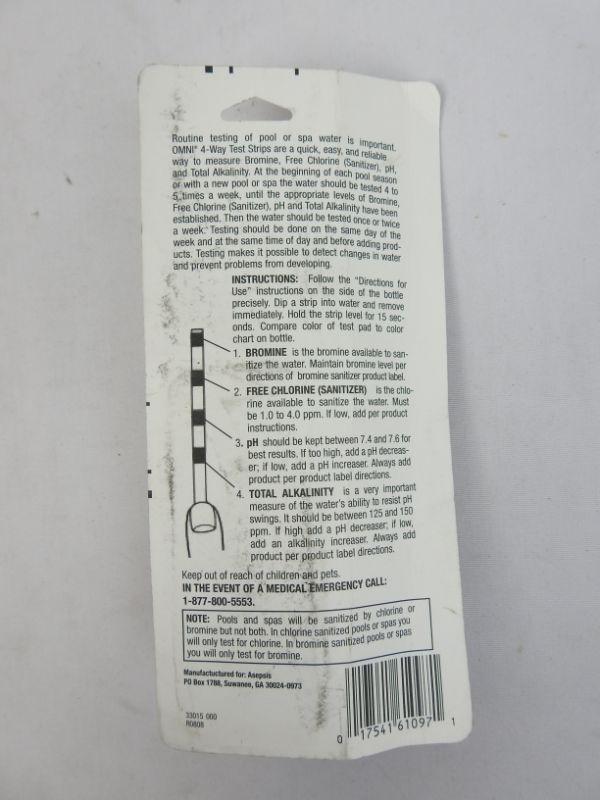 Routine testing of pool or spa water is important.
OMNI® 4-Way Test Strips are a quick, easy, and reliable
way to measure Bromine, Free Chlorine (Sanitizer), pH,
and Total Alkalinity. At the beginning of each pool season
or with a new pool or spa the water should be tested 4 to
5 times a week, until the appropriate levels of Bromine,
Free Chlorine (Sanitizer), pH and Total Alkalinity have been
established. Then the water should be tested once or twice
a week. Testing should be done on the same day of the
week and at the same time of day and before adding prod-
ucts. Testing makes it possible to detect changes in water
and prevent problems from developing.
INSTRUCTIONS: Follow the "Directions for
Use" instructions on the side of the bottle
precisely. Dip a strip into water and remove
immediately. Hold the strip level for 15 sec-
onds. Compare color of test pad to color
chart on bottle.
1. BROMINE is the bromine available to san-
itize the water. Maintain bromine level per
directions of bromine sanitizer product label.
2. FREE CHLORINE (SANITIZER) is the chlo-
rine available to sanitize the water. Must
be 1.0 to 4.0 ppm. If low, add per product
instructions.
3. pH should be kept between 7.4 and 7.6 for
best results. If too high, add a pH decreas-
er; if low, add a pH increaser. Always add
product per product label directions.
4. TOTAL ALKALINITY is a very important
measure of the water's ability to resist pH
swings. It should be between 125 and 150
ppm. If high add a pH decreaser; if low,
add an alkalinity increaser. Always add
product per product label directions.
Keep out of reach of children and pets.
IN THE EVENT OF A MEDICAL EMERGENCY CALL:
1-877-800-5553.
NOTE: Pools and spas will be sanitized by chlorine or
bromine but not both. In chlorine sanitized pools or spas you
will only test for chlorine. In bromine sanitized pools or spas
you will only test for bromine.
Manufactured for: Asepsis
PO Box 1788, Suwanee, GA 30024-0973
33015 000
R0808
0 17541 61097 1